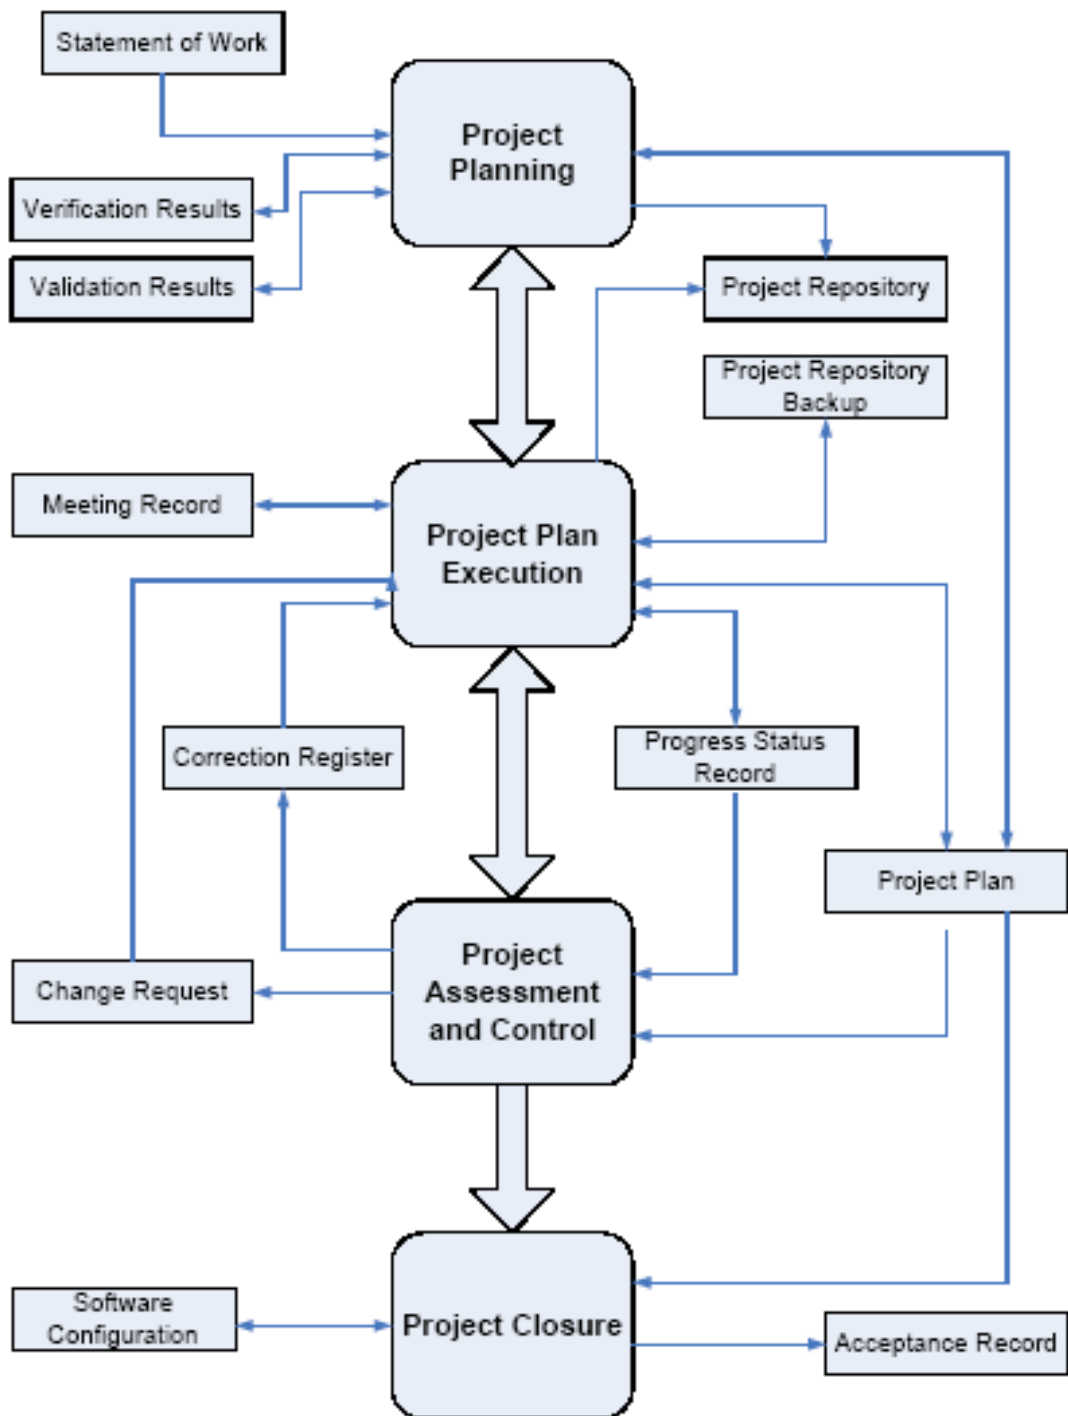 Statement of Work
Project
Planning
Verification Results
Validation Results
Project Repository
Project Repository
Backup
Meeting Record
Project Plan
Execution
Correction Register
Progress Status
Record
Project Plan
Change Request
Project
Assessment
and Control
Software
Configuration
Project Closure
Acceptance Record